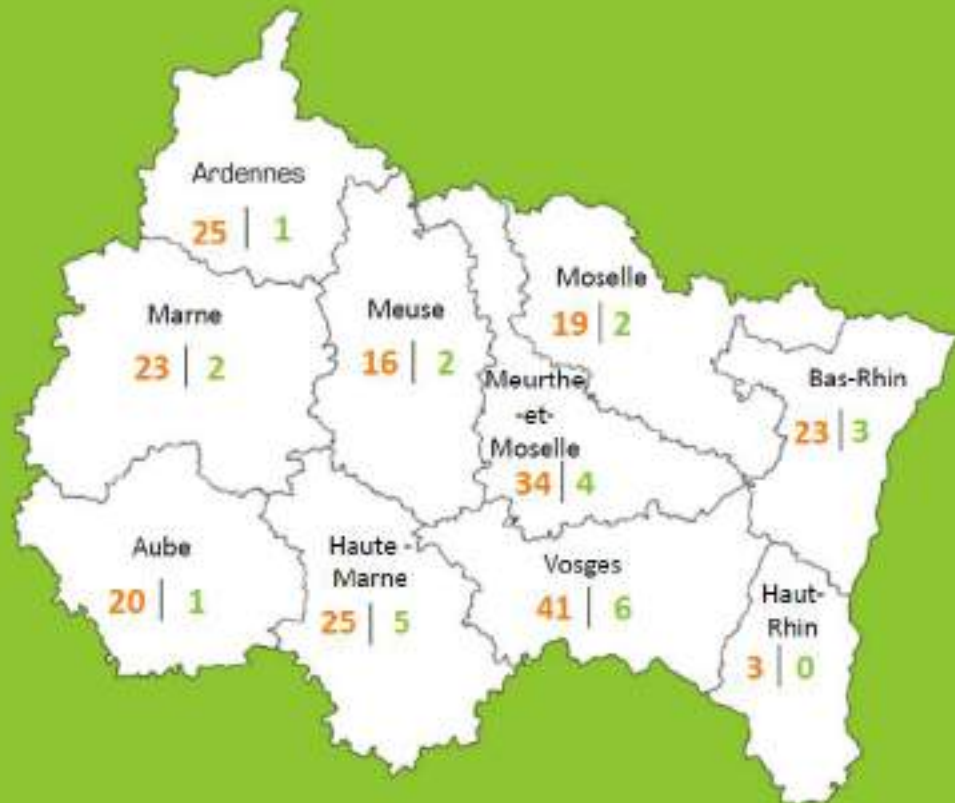 Ardennes
25 | 1
Marne
23 | 2
Meuse
16 | 2
Moselle
19 | 2
Meurthe
-et-
Moselle
34 | 4
Bas-Rhin
23 | 3
Aube
20 | 1
Haute -
Marne
25 | 5
Vosges
41 | 6
Haut-
Rhin
3 | 0